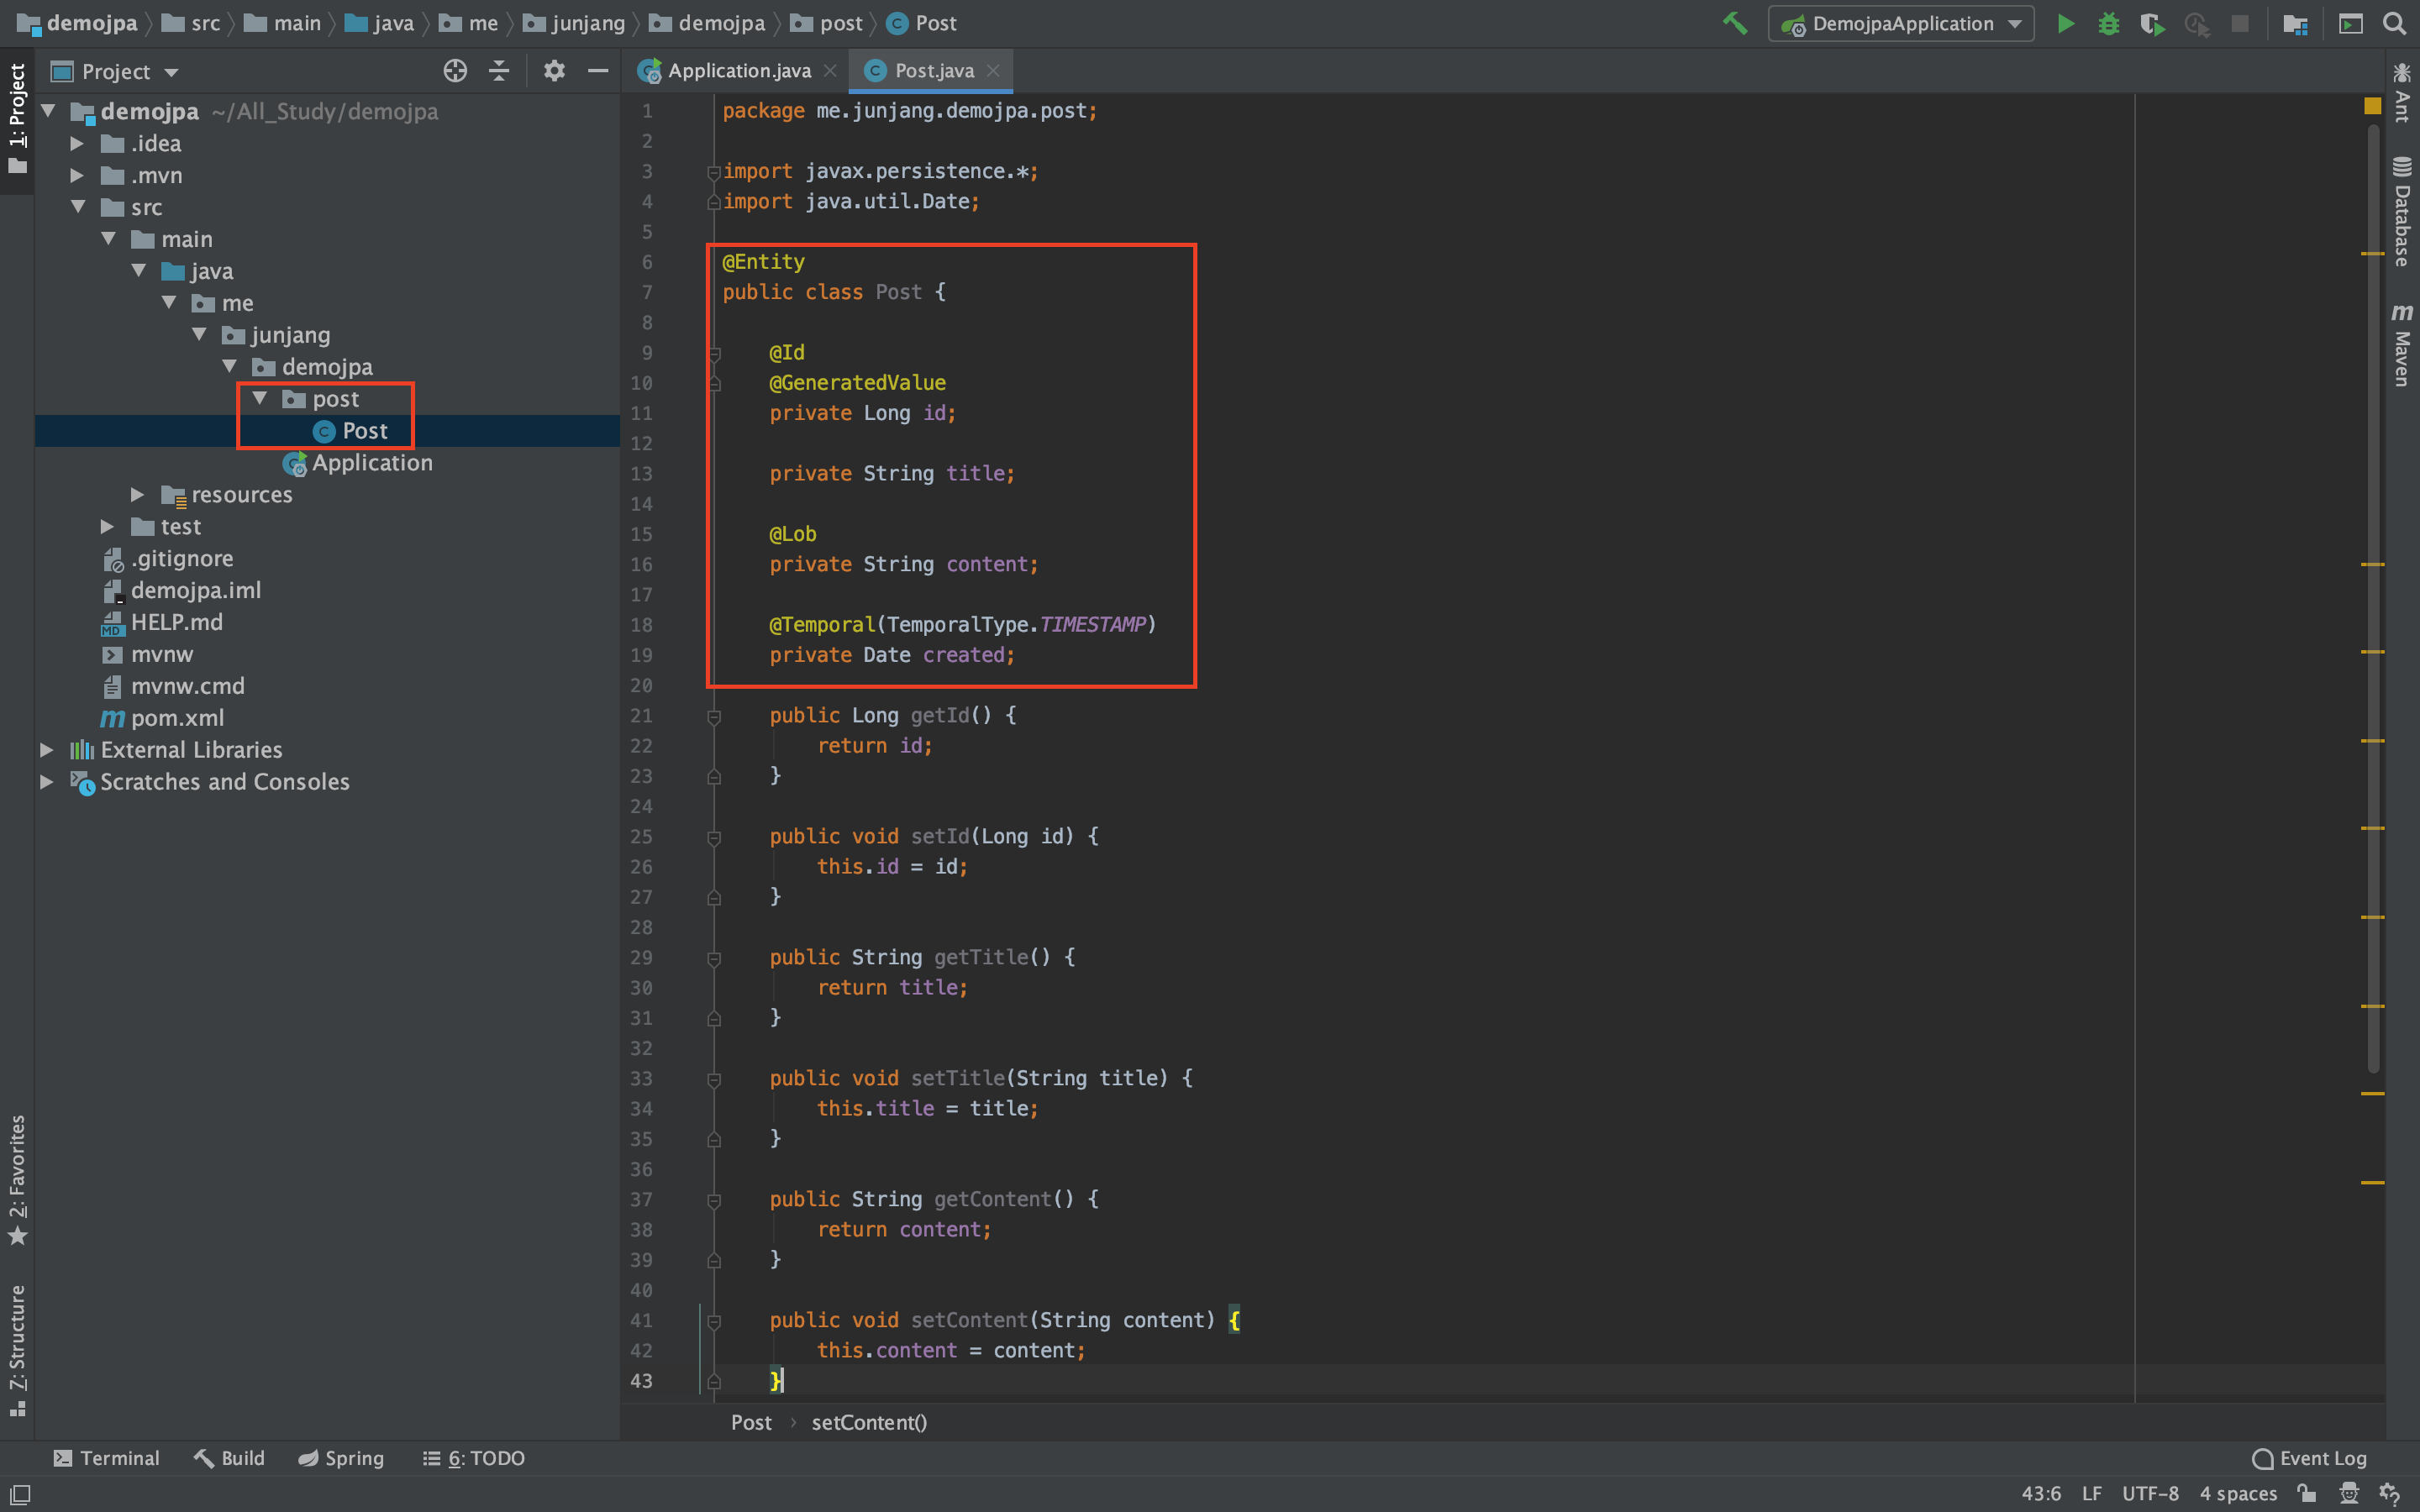 demojpa src main java me junjang demojpa post Post DemojpaApplication
1: Project
Project
demojpa ~/All_Study/demojpa
.idea
.mvn
src
main
java
me
junjang
demojpa
post
Post
Application
resources
test
.gitignore
demojpa.iml
HELP.md
mvnw
mvnw.cmd
pom.xml
External Libraries
Scratches and Consoles
2: Favorites
7: Structure
Application.java Post.java
1 package me.junjang.demojpa.post;
2
3 import javax.persistence.*;
4 import java.util.Date;
5
6 @Entity
7 public class Post {
8
9 @Id
10 @GeneratedValue
11 private Long id;
12
13 private String title;
14
15 @Lob
16 private String content;
17
18 @Temporal(TemporalType.TIMESTAMP)
19 private Date created;
20
21 public Long getId() {
22 return id;
23 }
24
25 public void setId(Long id) {
26 this.id = id;
27 }
28
29 public String getTitle() {
30 return title;
31 }
32
33 public void setTitle(String title) {
34 this.title = title;
35 }
36
37 public String getContent() {
38 return content;
39 }
40
41 public void setContent(String content) {
42 this.content = content;
43 }
Post › setContent()
Ant
Database
Maven
Terminal Build Spring 6: TODO Event Log
43:6 LF UTF-8 4 spaces